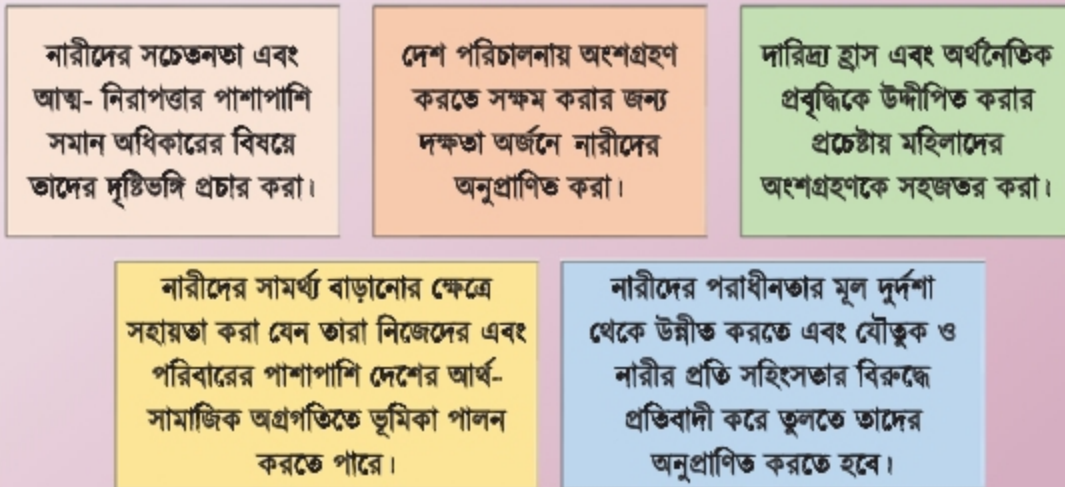 নারীদের সচেতনতা এবং
আত্ম- নিরাপত্তার পাশাপাশি
সমান অধিকারের বিষয়ে
তাদের দৃষ্টিভঙ্গি প্রচার করা।
দেশ পরিচালনায় অংশগ্রহণ
করতে সক্ষম করার জন্য
দক্ষতা অর্জনে নারীদের
অনুপ্রাণিত করা।
দারিদ্র্য হ্রাস এবং অর্থনৈতিক
প্রবৃদ্ধিকে উদ্দীপিত করার
প্রচেষ্টায় মহিলাদের
অংশগ্রহণকে সহজতর করা।
নারীদের সামর্থ্য বাড়ানোর ক্ষেত্রে
সহায়তা করা যেন তারা নিজেদের এবং
পরিবারের পাশাপাশি দেশের আর্থ-
সামাজিক অগ্রগতিতে ভূমিকা পালন
করতে পারে।
নারীদের পরাধীনতার মূল দুর্দশা
থেকে উন্নীত করতে এবং যৌতুক ও
নারীর প্রতি সহিংসতার বিরুদ্ধে
প্রতিবাদী করে তুলতে তাদের
অনুপ্রাণিত করতে হবে।